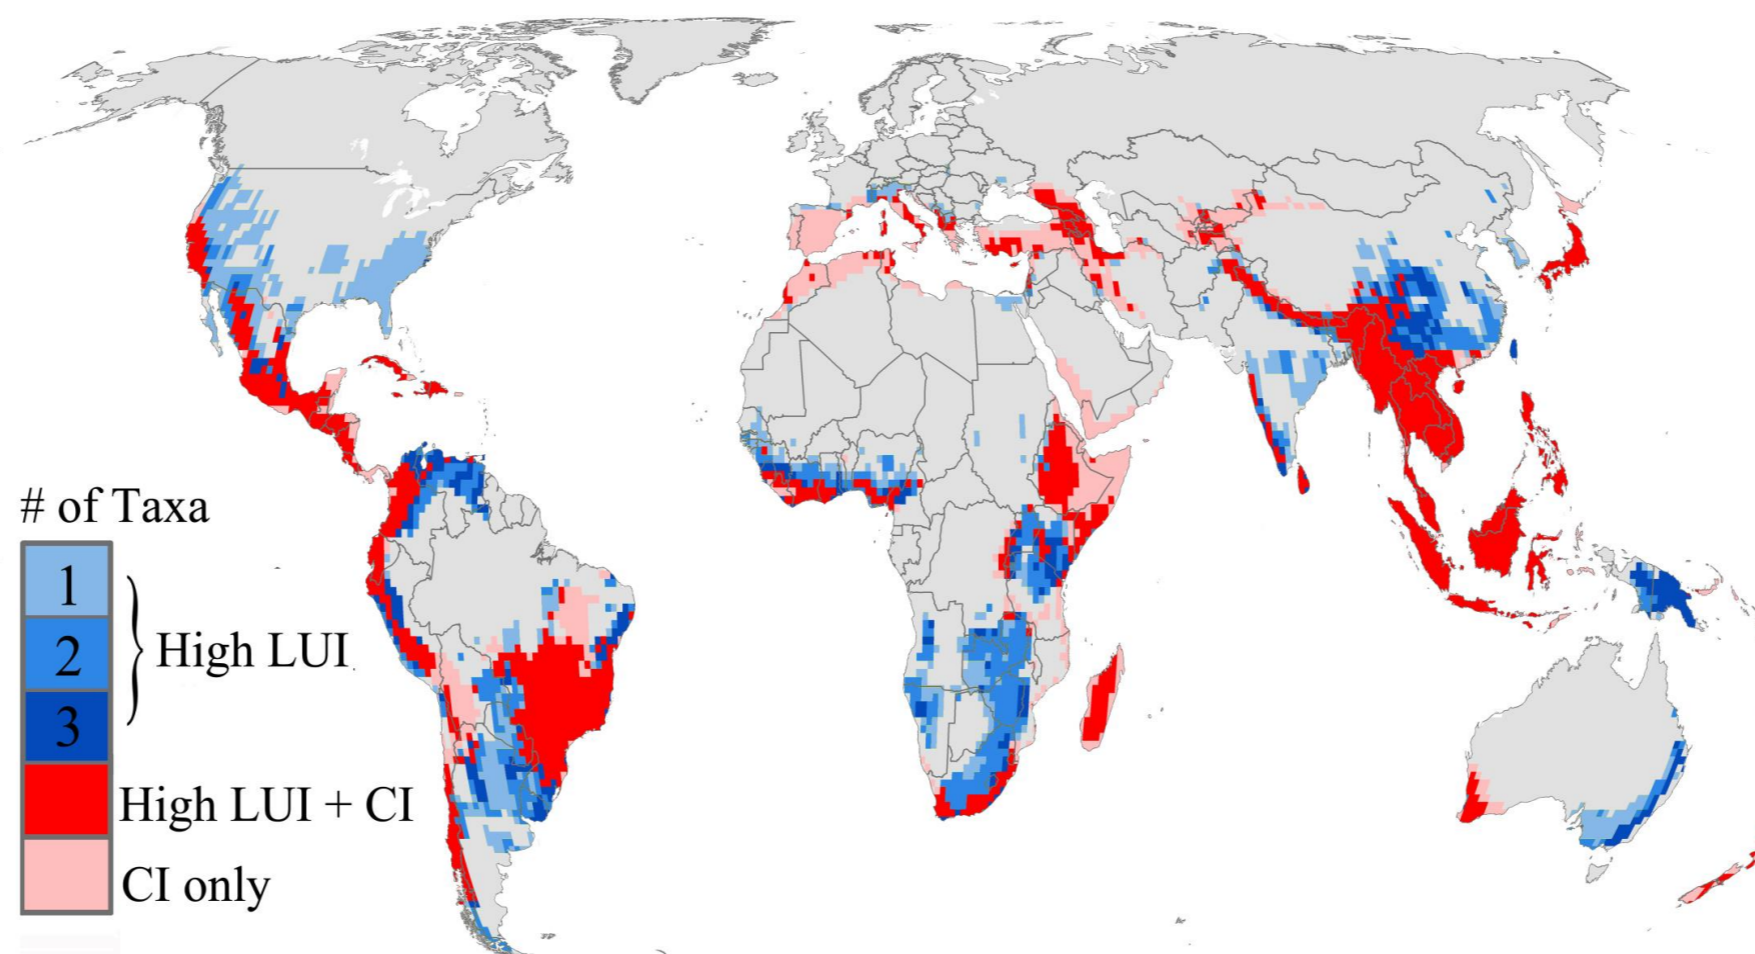 # of Taxa
1
2
High LUI
3
High LUI + CI
CI only